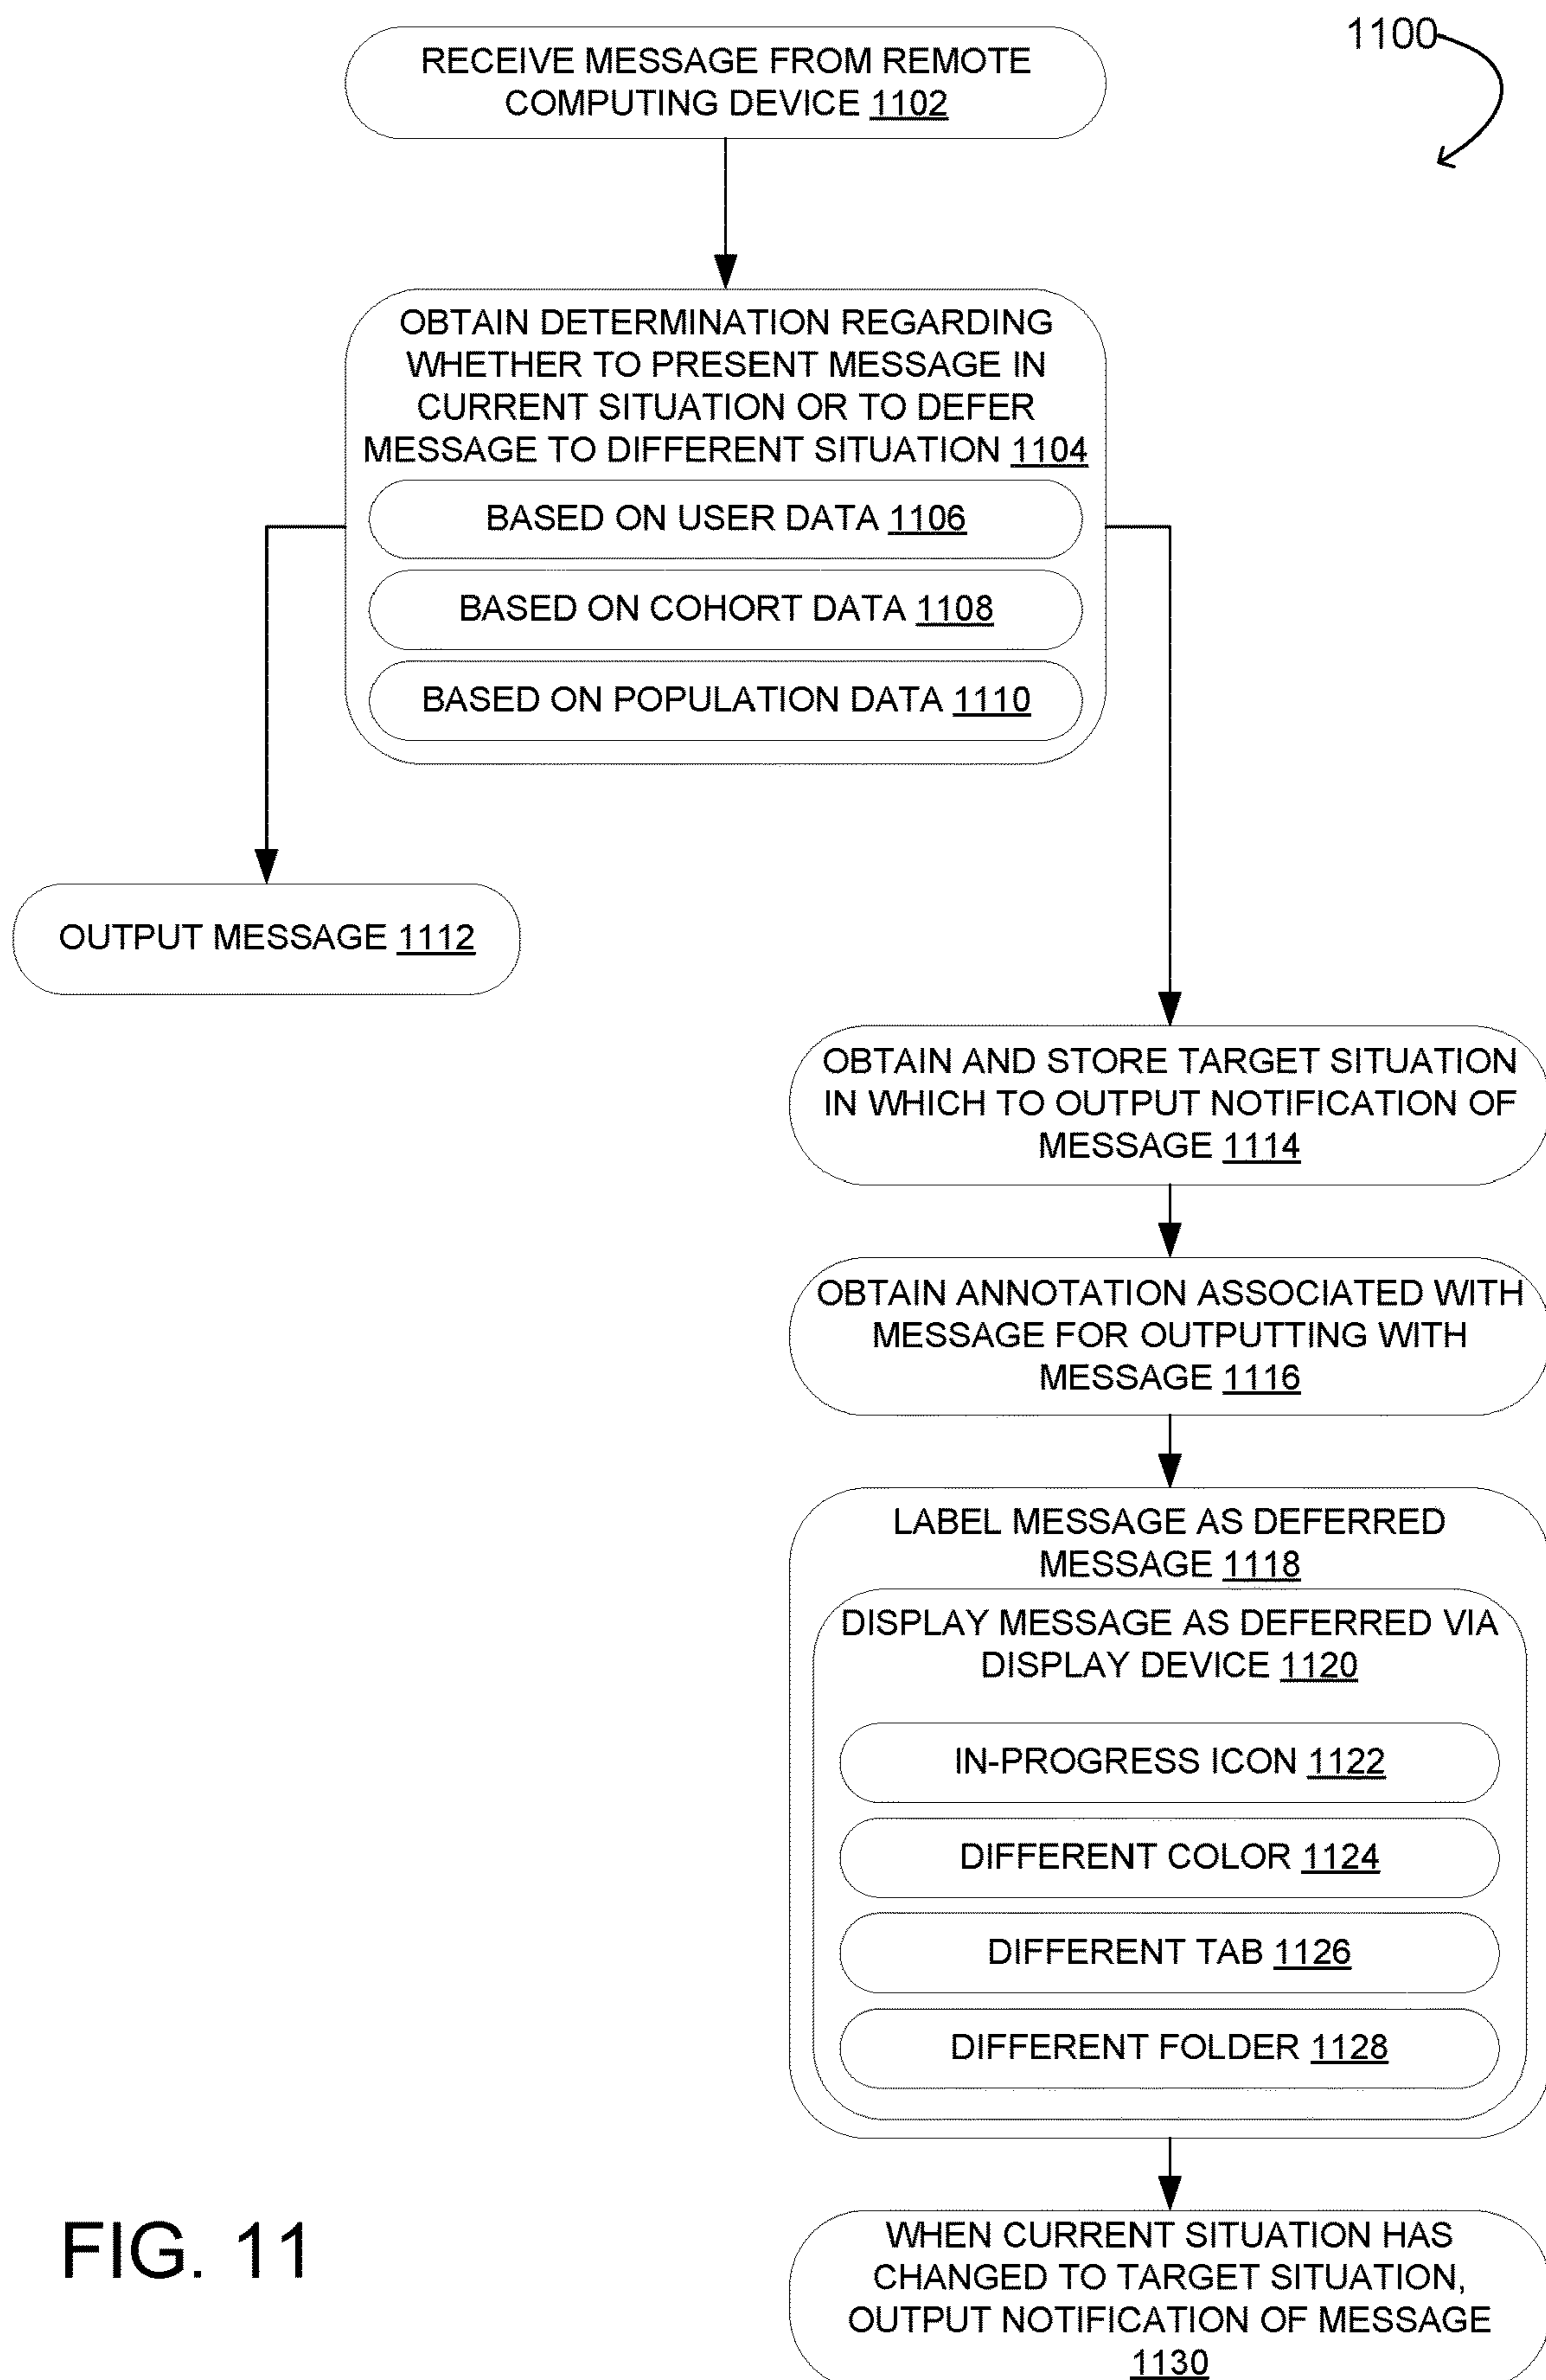 1100
RECEIVE MESSAGE FROM REMOTE
COMPUTING DEVICE 1102
OBTAIN DETERMINATION REGARDING
WHETHER TO PRESENT MESSAGE IN
CURRENT SITUATION OR TO DEFER
MESSAGE TO DIFFERENT SITUATION 1104
BASED ON USER DATA 1106
BASED ON COHORT DATA 1108
BASED ON POPULATION DATA 1110
OUTPUT MESSAGE 1112
OBTAIN AND STORE TARGET SITUATION
IN WHICH TO OUTPUT NOTIFICATION OF
MESSAGE 1114
OBTAIN ANNOTATION ASSOCIATED WITH
MESSAGE FOR OUTPUTTING WITH
MESSAGE 1116
LABEL MESSAGE AS DEFERRED
MESSAGE 1118
DISPLAY MESSAGE AS DEFERRED VIA
DISPLAY DEVICE 1120
IN-PROGRESS ICON 1122
DIFFERENT COLOR 1124
DIFFERENT TAB 1126
DIFFERENT FOLDER 1128
WHEN CURRENT SITUATION HAS
CHANGED TO TARGET SITUATION,
OUTPUT NOTIFICATION OF MESSAGE
1130
FIG. 11